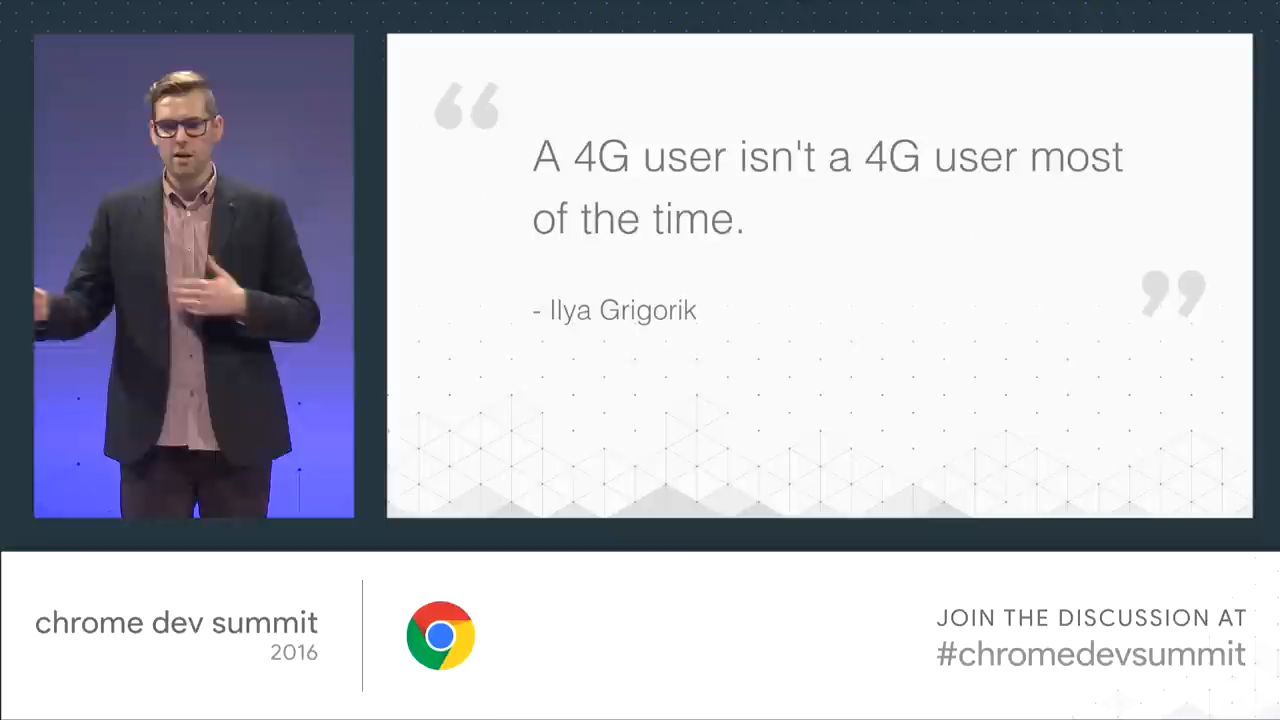 “
A 4G user isn't a 4G user most
of the time.
”
- Ilya Grigorik
chrome dev summit
2016
JOIN THE DISCUSSION AT
#chromedevsummit